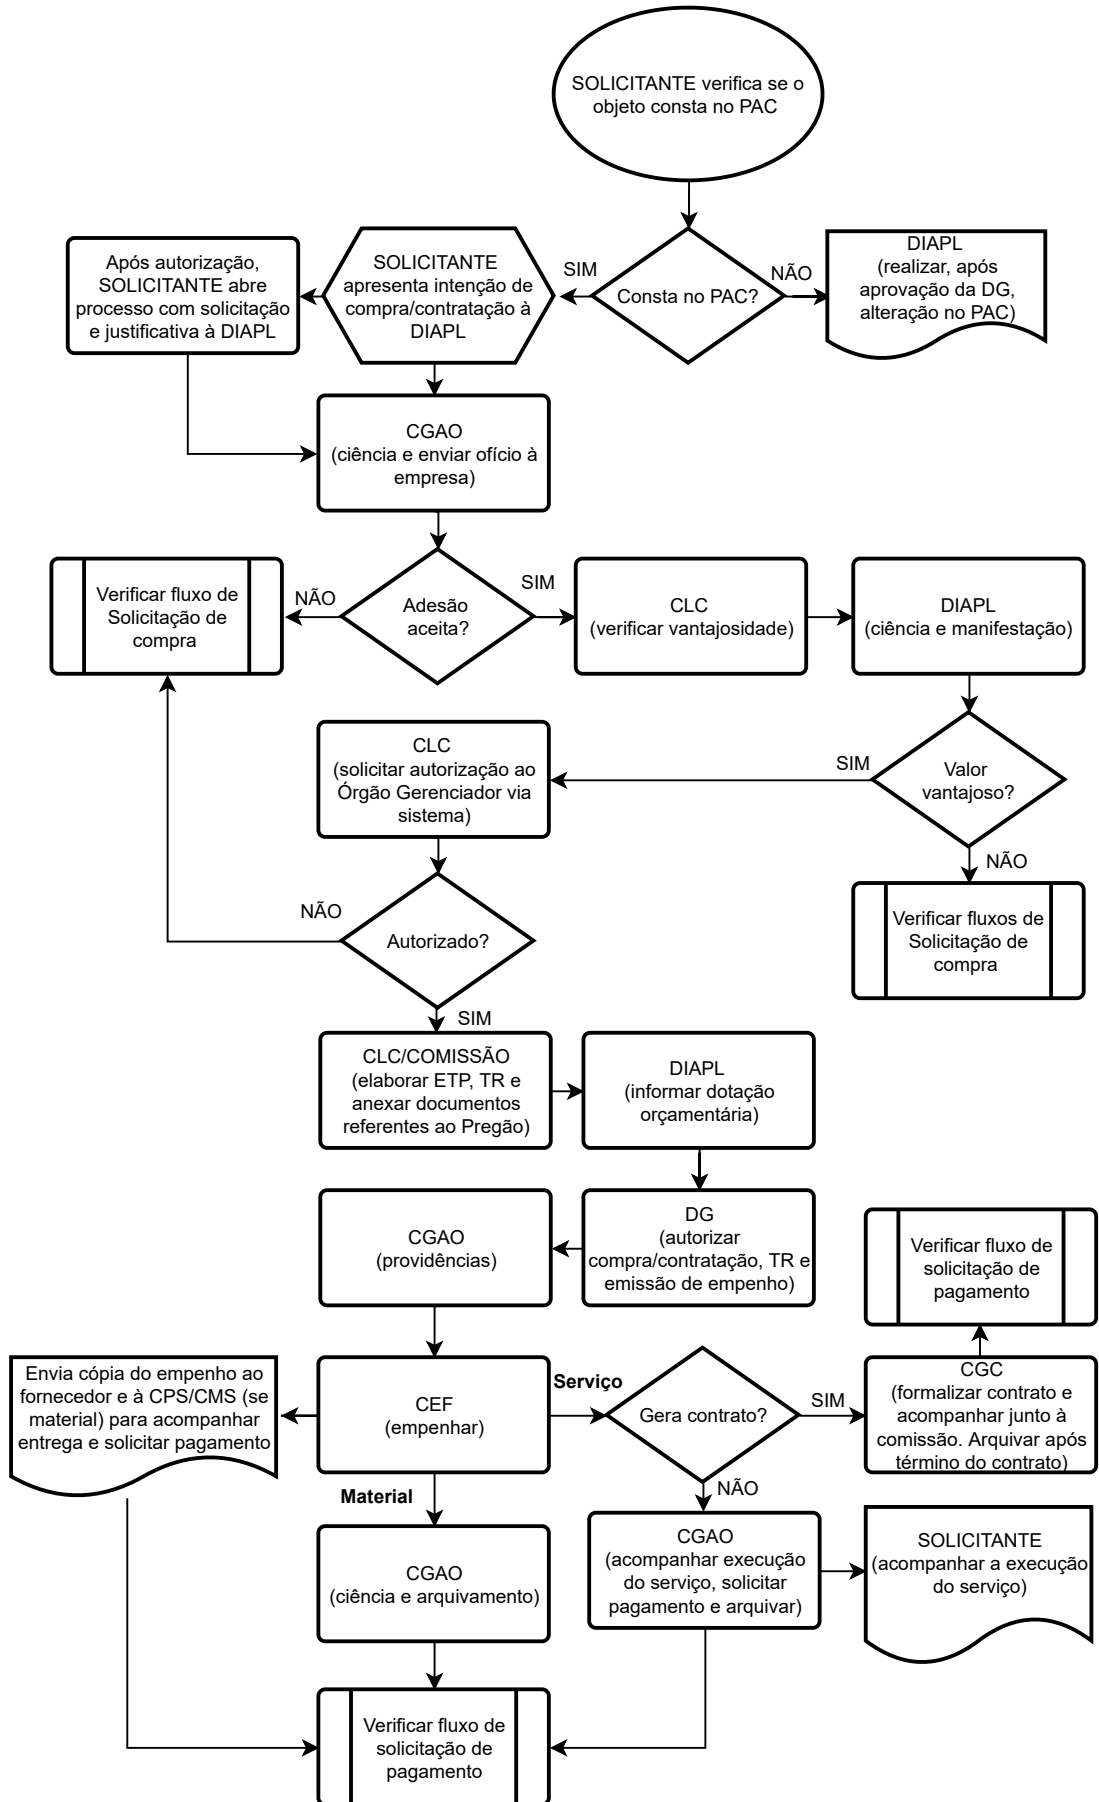 SOLICITANTE verifica se o
objeto consta no PAC
Após autorização,
SOLICITANTE abre
processo com solicitação
e justificativa à DIAPL
SOLICITANTE
apresenta intenção de
compra/contratação à
DIAPL
SIM
Consta no PAC?
NÃO
DIAPL
(realizar, após
aprovação da DG,
alteração no PAC)
CGAO
(ciência e enviar ofício à
empresa)
Verificar fluxo de
Solicitação de
compra
NÃO
Adesão
aceita?
SIM
CLC
(verificar vantajosidade)
DIAPL
(ciência e manifestação)
CLC
(solicitar autorização ao
Órgão Gerenciador via
sistema)
SIM
Valor
vantajoso?
NÃO
Verificar fluxos de
Solicitação de
compra
NÃO
Autorizado?
SIM
CLC/COMISSÃO
(elaborar ETP, TR e
anexar documentos
referentes ao Pregão)
DIAPL
(informar dotação
orçamentária)
CGAO
(providências)
DG
(autorizar
compra/contratação, TR e
emissão de empenho)
Verificar fluxo de
solicitação de
pagamento
Envia cópia do empenho ao
fornecedor e à CPS/CMS (se
material) para acompanhar
entrega e solicitar pagamento
CEF
(empenhar)
Serviço
Gera contrato?
SIM
CGC
(formalizar contrato e
acompanhar junto à
comissão. Arquivar após
término do contrato)
Material
NÃO
CGAO
(ciência e arquivamento)
CGAO
(acompanhar execução
do serviço, solicitar
pagamento e arquivar)
SOLICITANTE
(acompanhar a execução
do serviço)
Verificar fluxo de
solicitação de
pagamento